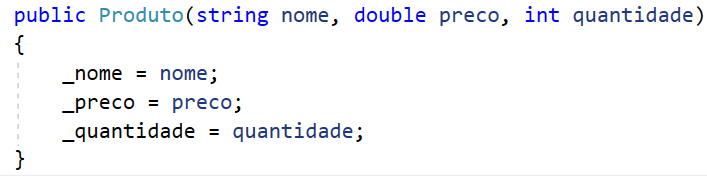 public Produto(string nome, double preco, int quantidade)
{
    _nome = nome;
    _preco = preco;
    _quantidade = quantidade;
}